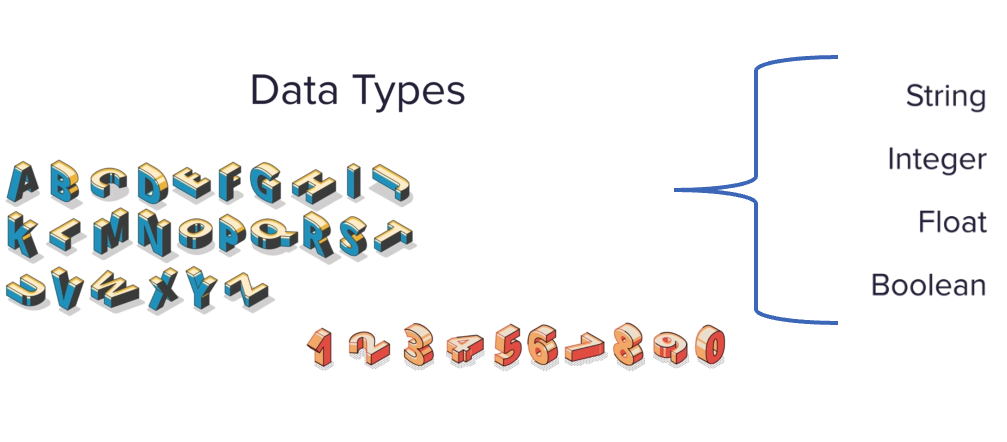 Data Types
String
Integer
Float
Boolean
A B C D E F G H I J
K L M N O P Q R S T
U V W X Y Z
1 2 3 4 5 6 7 8 9 0